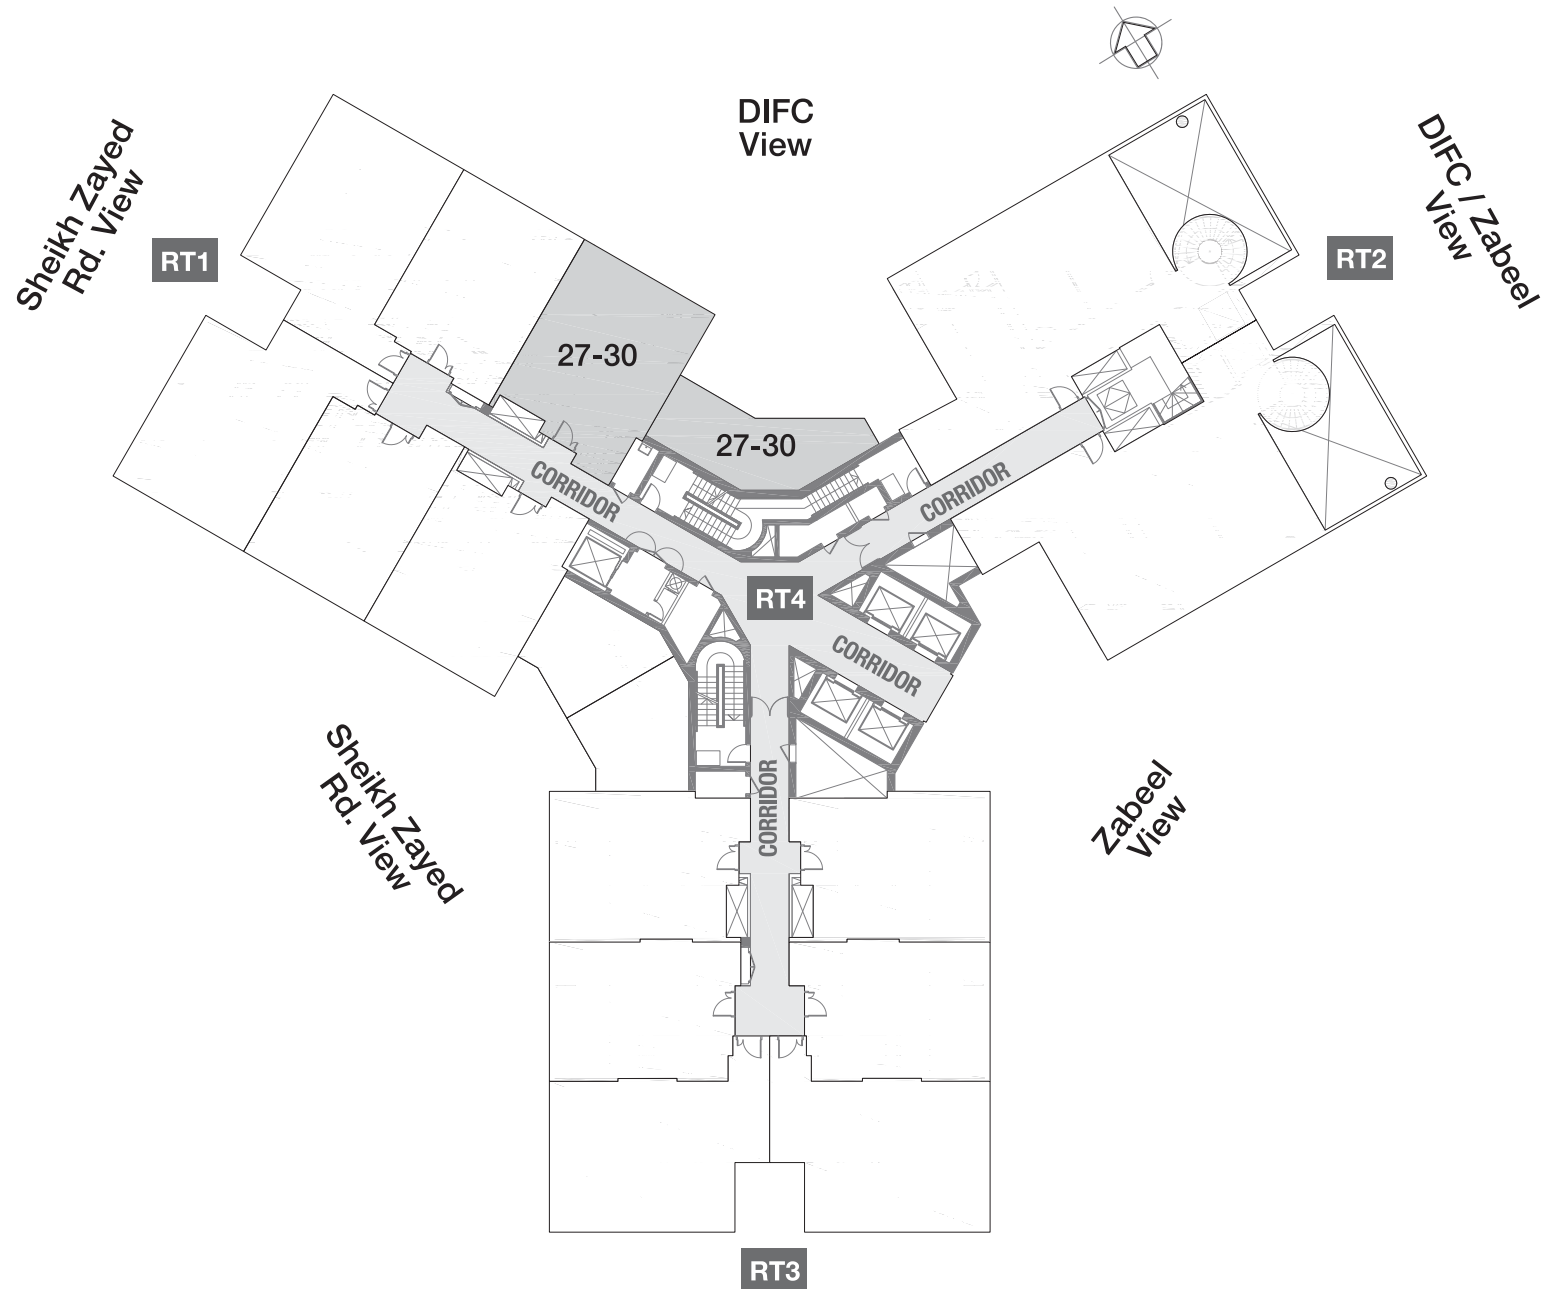 DIFC
View
Sheikh Zayed
Rd. View
DIFC / Zabeel
View
RT1
RT2
27-30
27-30
CORRIDOR
CORRIDOR
RT4
CORRIDOR
CORRIDOR
Sheikh Zayed
Rd. View
Zabeel
View
RT3